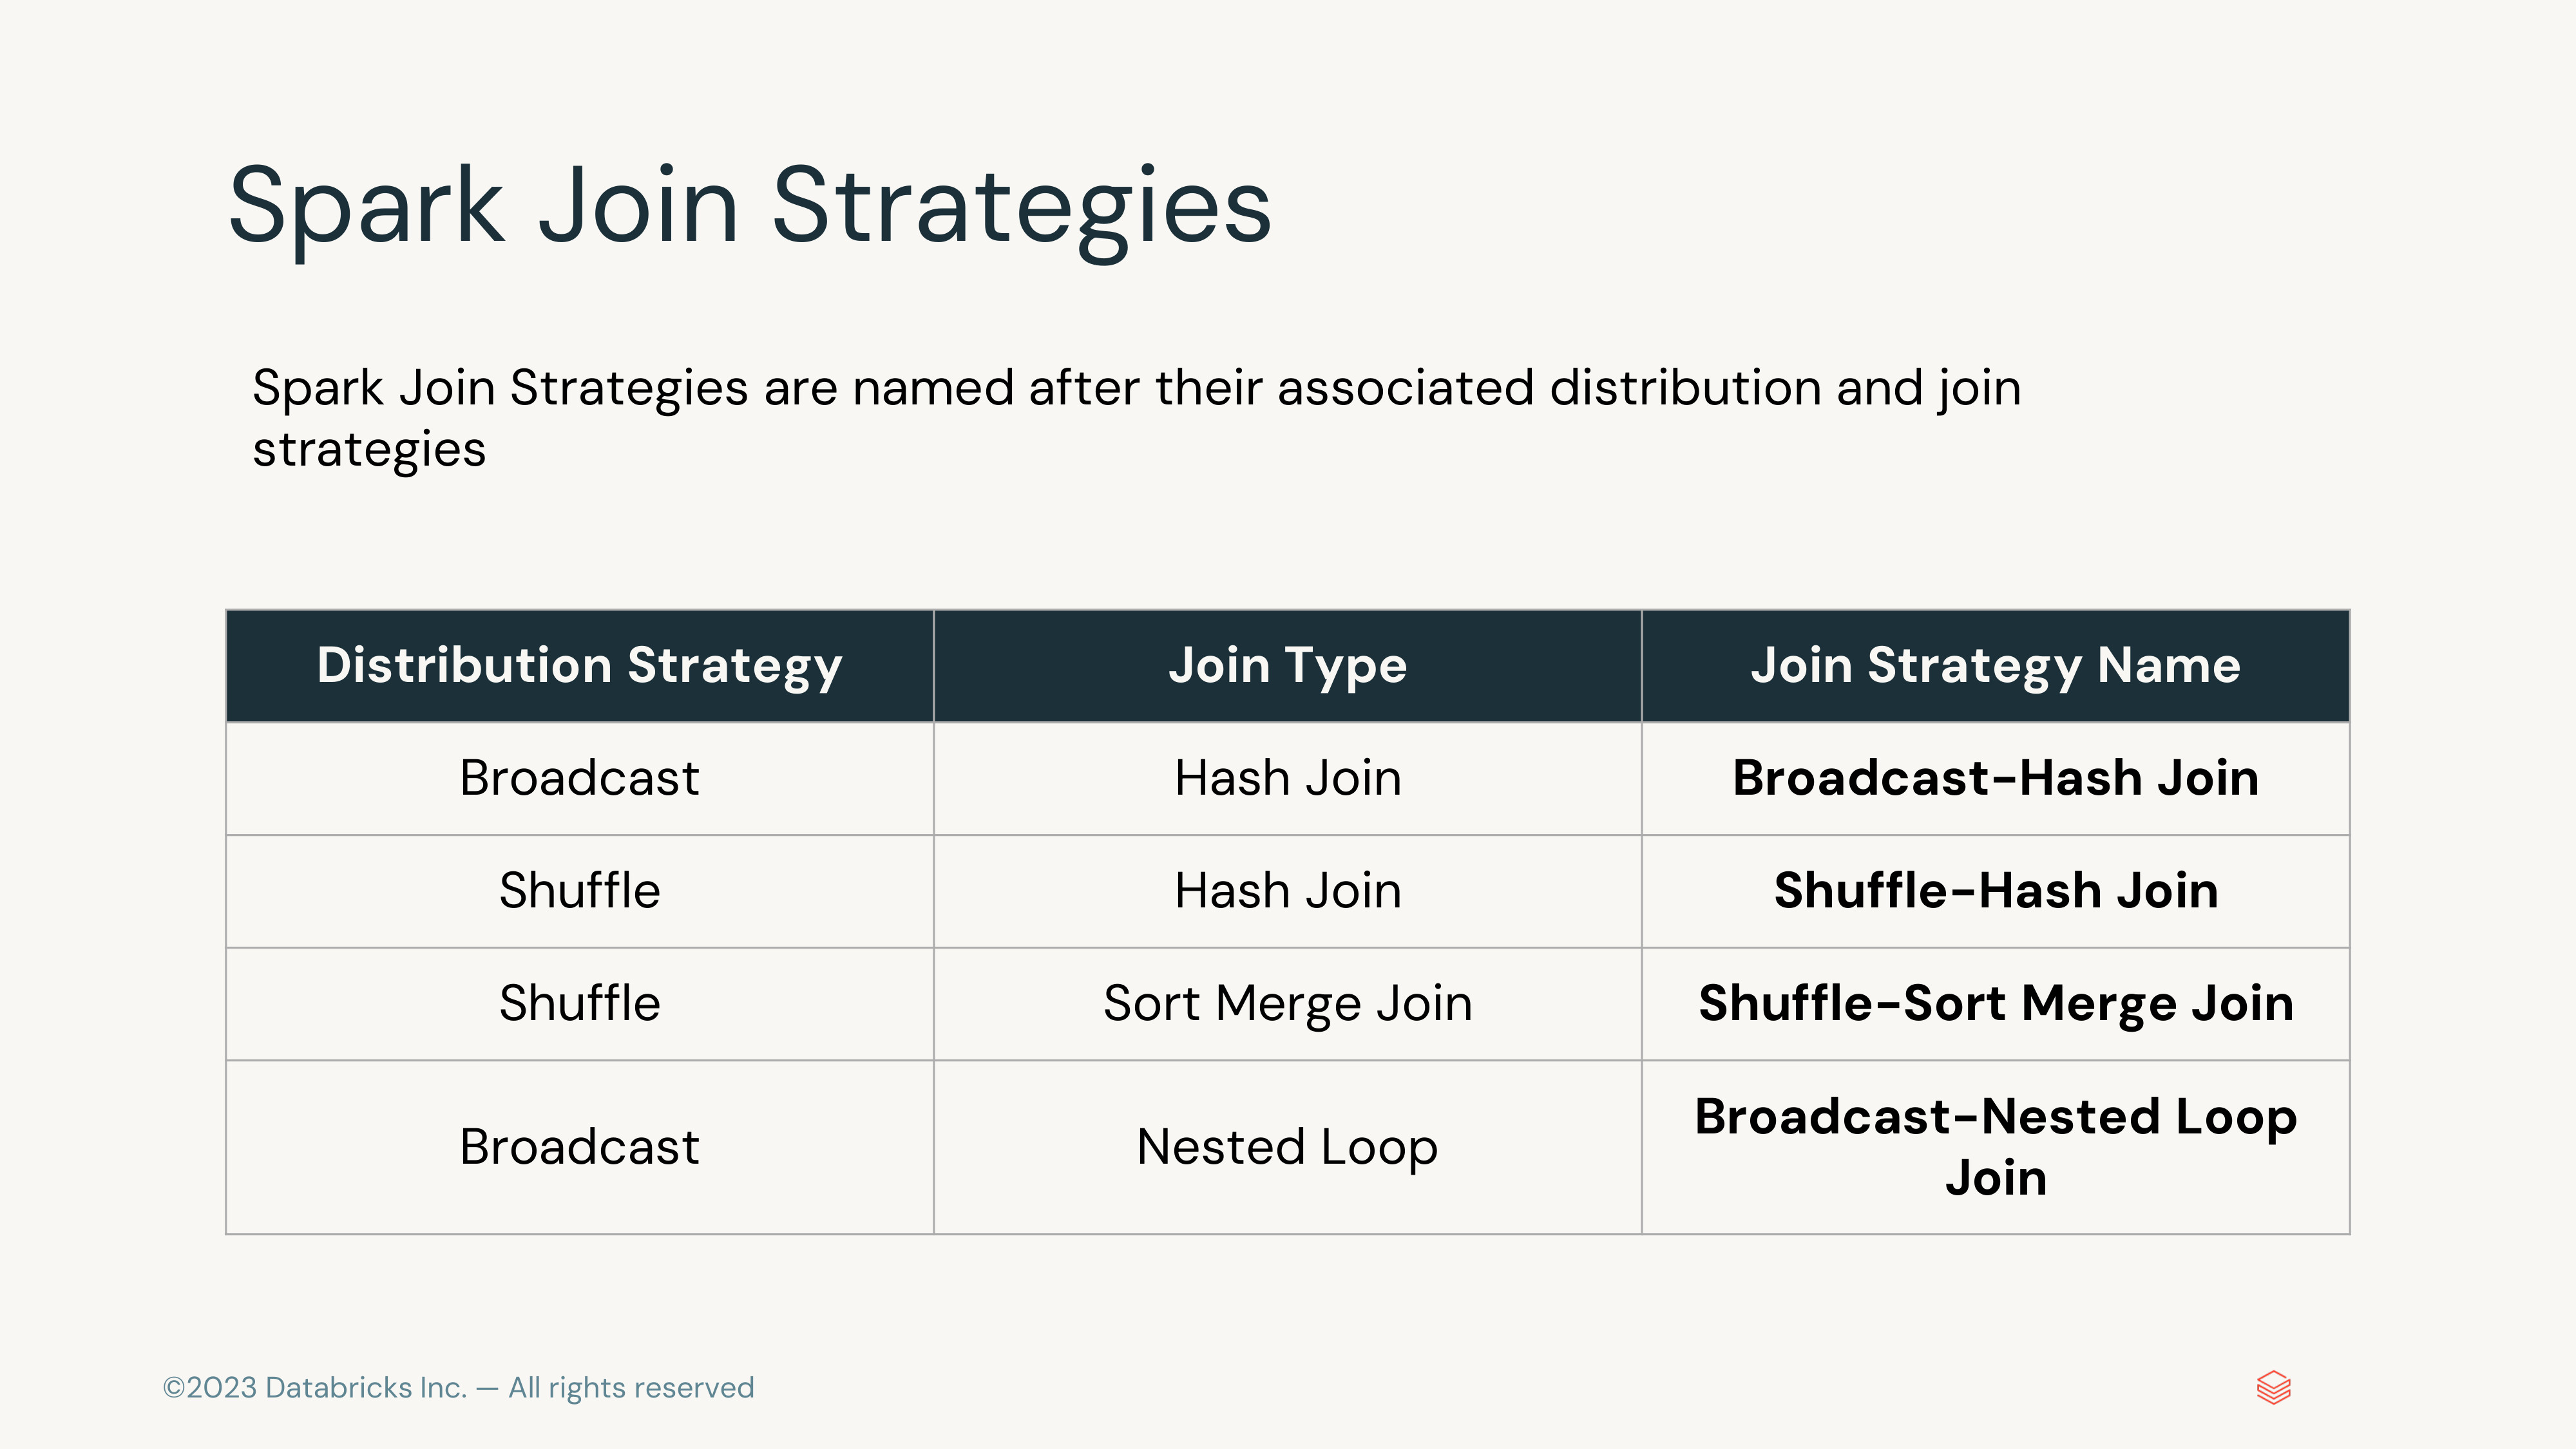 Spark Join Strategies
Spark Join Strategies are named after their associated distribution and join
strategies
Distribution Strategy Join Type Join Strategy Name
Broadcast Hash Join Broadcast-Hash Join
Shuffle Hash Join Shuffle-Hash Join
Shuffle Sort Merge Join Shuffle-Sort Merge Join
Broadcast Nested Loop Broadcast-Nested Loop
Join
©2023 Databricks Inc. — All rights reserved